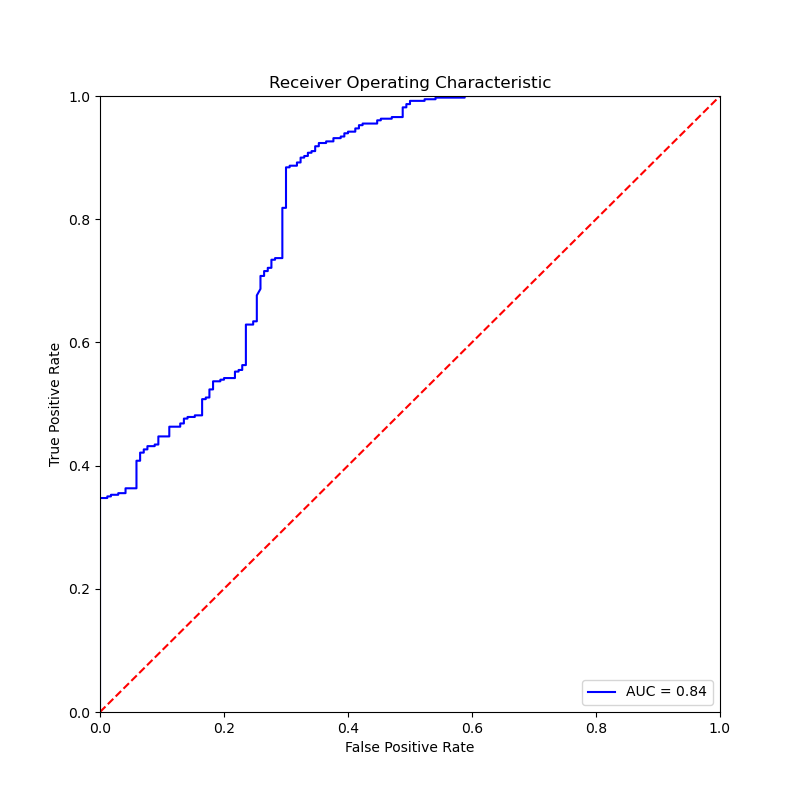 Receiver Operating Characteristic
1.0
0.8
0.6
0.4
0.2
0.0
True Positive Rate
AUC = 0.84
0.0 0.2 0.4 0.6 0.8 1.0
False Positive Rate